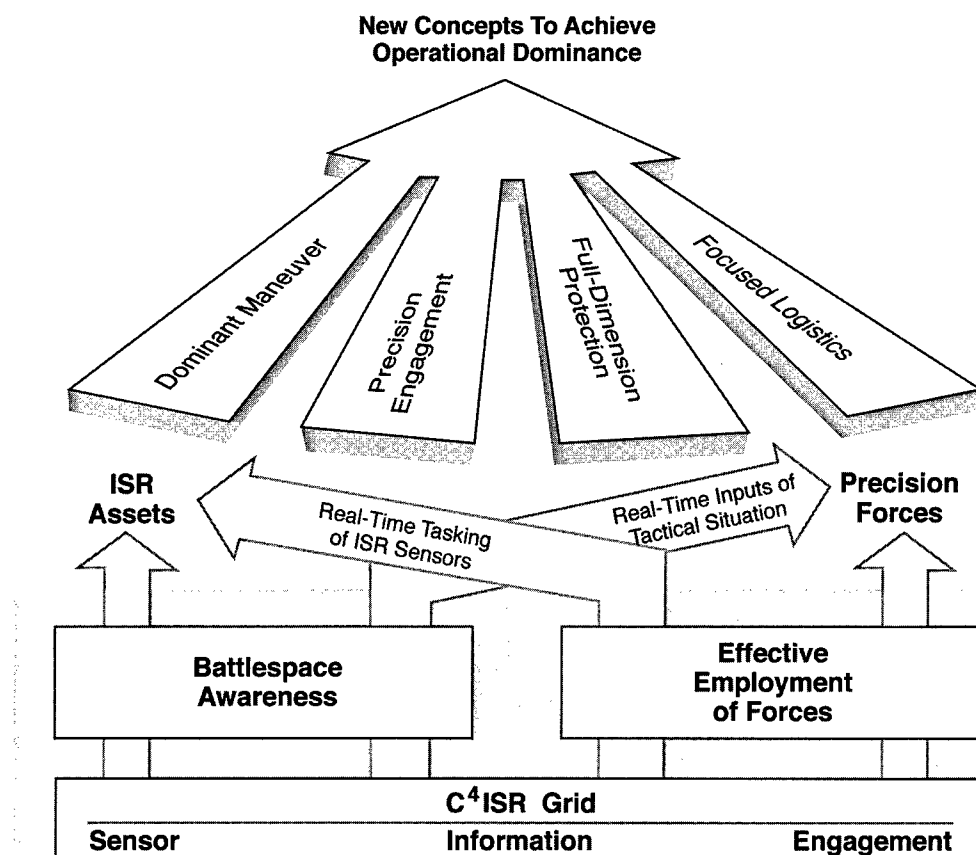 New Concepts To Achieve
Operational Dominance
Dominant Maneuver
Precision
Engagement
Full-Dimension
Protection
Focused Logistics
ISR
Assets
Real-Time Tasking
of ISR Sensors
Real-Time Inputs of
Tactical Situation
Precision
Forces
Battlespace
Awareness
Effective
Employment
of Forces
C⁴ISR Grid
Sensor Information Engagement